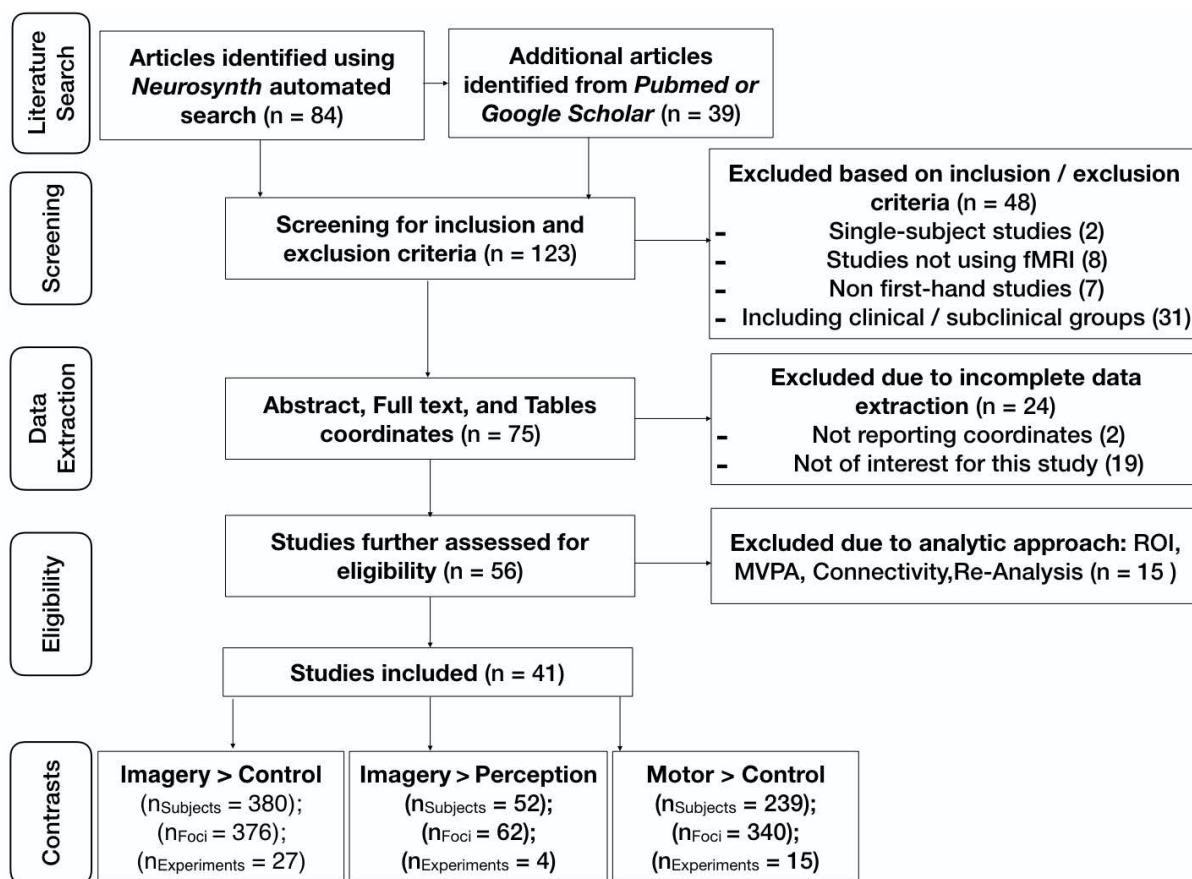 Literature
Search
Articles identified using
Neurosynth automated
search (n = 84)
Additional articles
identified from Pubmed or
Google Scholar (n = 39)
Screening
Screening for inclusion and
exclusion criteria (n = 123)
Excluded based on inclusion / exclusion
criteria (n = 48)
- Single-subject studies (2)
- Studies not using fMRI (8)
- Non first-hand studies (7)
- Including clinical / subclinical groups (31)
Data
Extraction
Abstract, Full text, and Tables
coordinates (n = 75)
Excluded due to incomplete data
extraction (n = 24)
- Not reporting coordinates (2)
- Not of interest for this study (19)
Eligibility
Studies further assessed for
eligibility (n = 56)
Excluded due to analytic approach: ROI,
MVPA, Connectivity,Re-Analysis (n = 15 )
Studies included (n = 41)
Contrasts
Imagery > Control
(nSubjects = 380);
(nFoci = 376);
(nExperiments = 27)
Imagery > Perception
(nSubjects = 52);
(nFoci = 62);
(nExperiments = 4)
Motor > Control
(nSubjects = 239);
(nFoci = 340);
(nExperiments = 15)